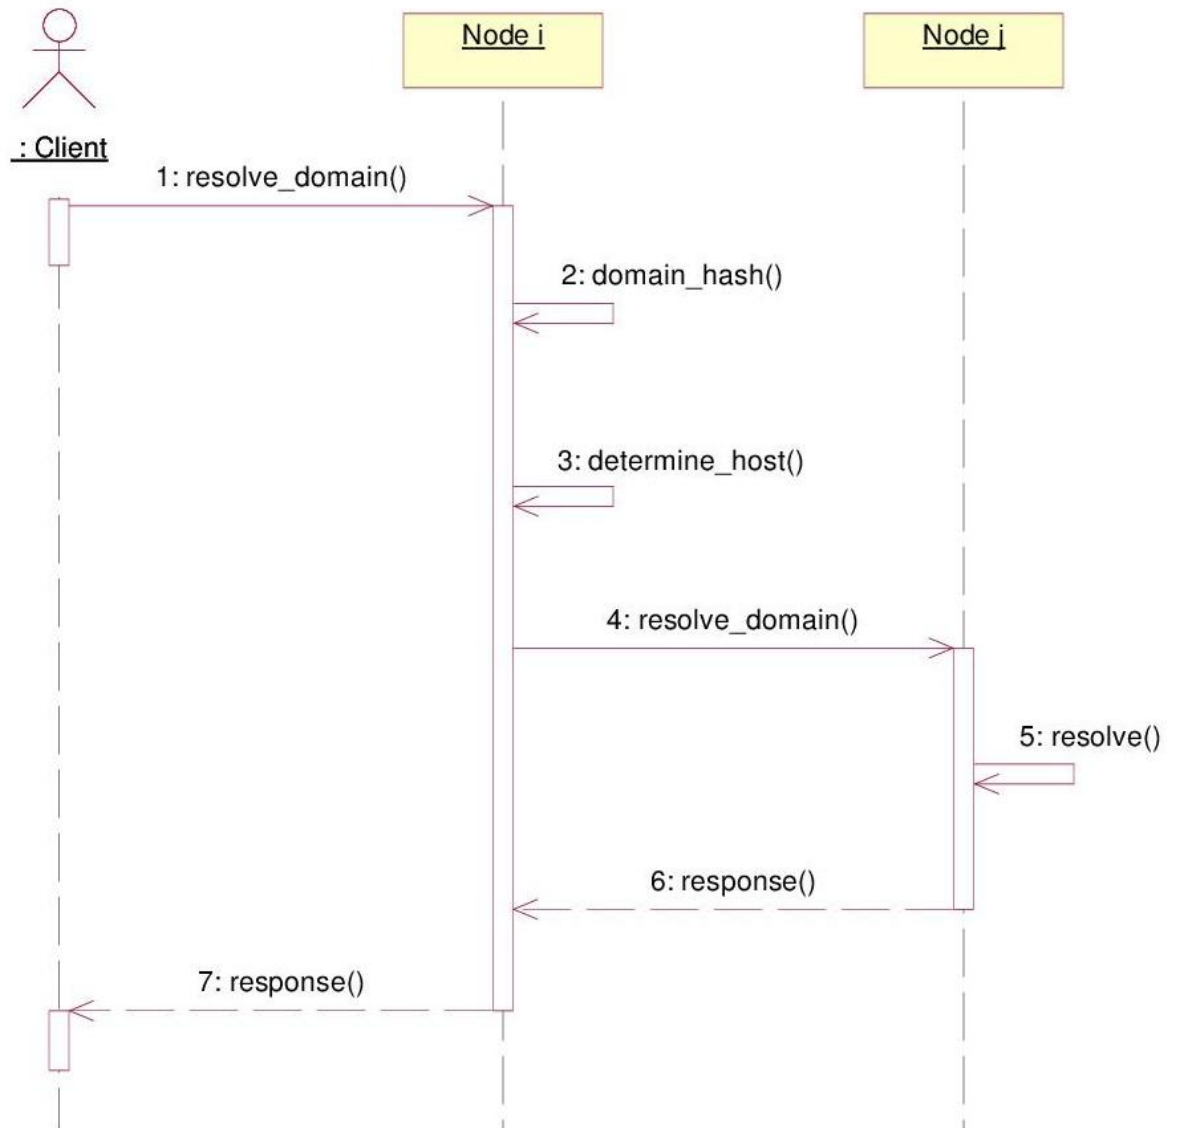 Node i
Node j
: Client
1: resolve_domain()
2: domain_hash()
3: determine_host()
4: resolve_domain()
5: resolve()
6: response()
7: response()